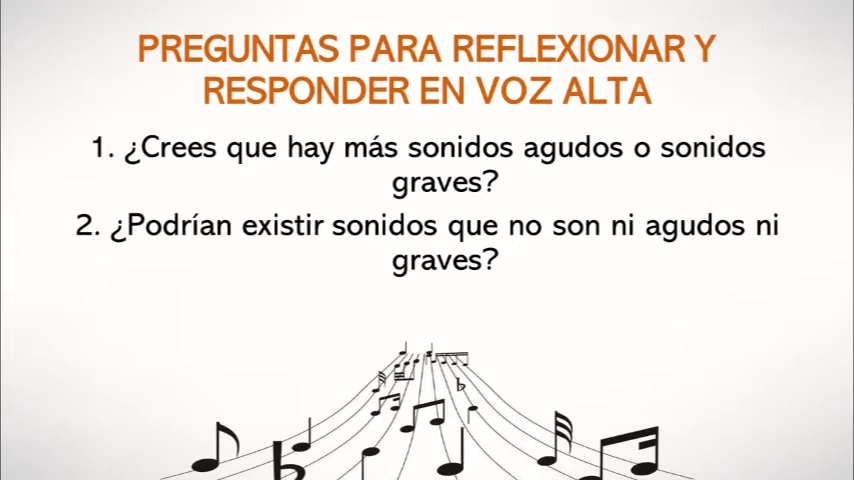 PREGUNTAS PARA REFLEXIONAR Y
RESPONDER EN VOZ ALTA
1. ¿Crees que hay más sonidos agudos o sonidos
graves?
2. ¿Podrían existir sonidos que no son ni agudos ni
graves?